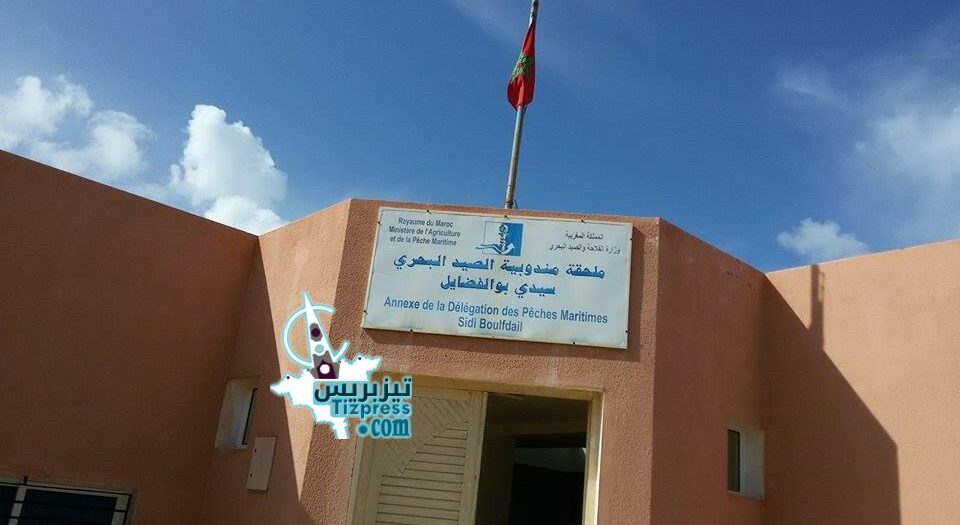 Royaume du Maroc
Ministère de l'Agriculture
et de la Pêche Maritime
المملكة المغربية
وزارة الفلاحة والصيد البحري
ملحقة مندوبية الصيد البحري
سيدي بوالفضايل
Annexe de la Délégation des Pêches Maritimes
Sidi Boulfdail
تيزبريس
Tizpress
.com